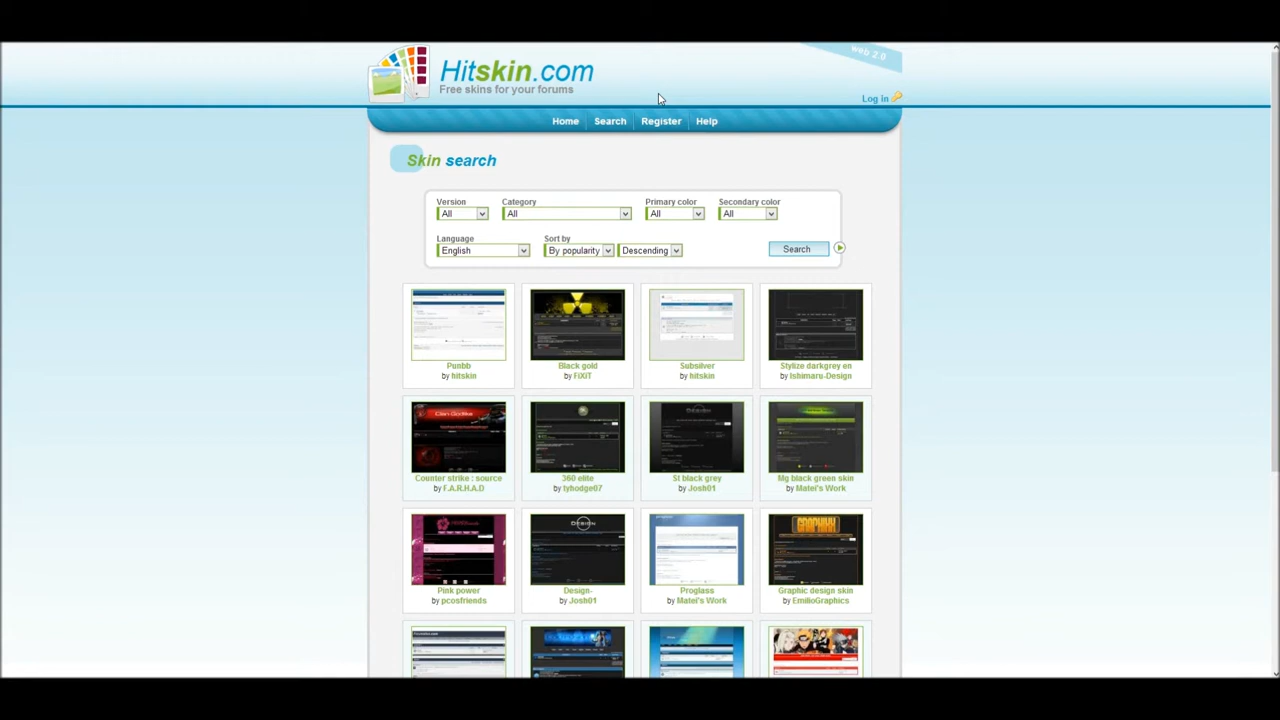 web 2.0
Hitskin.com
Free skins for your forums
Log in
Home Search Register Help
Skin search
Version Category Primary color Secondary color
All All All All
Language Sort by
English By popularity Descending Search
Punbb Black gold Subsilver Stylize darkgrey en
by hitskin by FiXiT by hitskin by Ishimaru-Design
Counter strike : source 360 elite St black grey Mg black green skin
by F.A.R.H.A.D by tyhodge07 by Josh01 by Matei's Work
Pink power Design- Proglass Graphic design skin
by pcosfriends by Josh01 by Matei's Work by EmilioGraphics